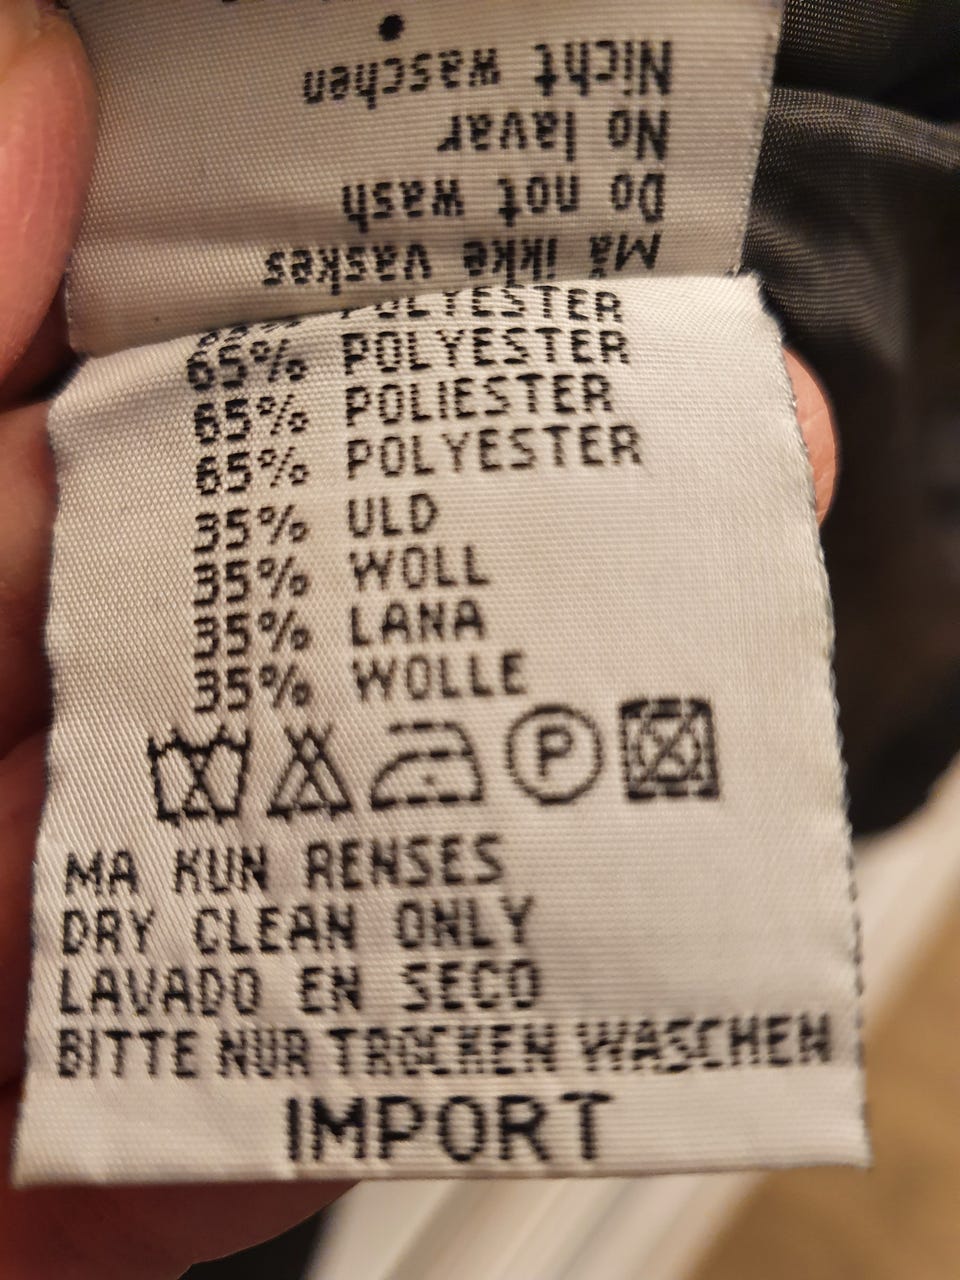 Må ikke vaskes
Do not wash
No lavar
Nicht waschen
65% POLYESTER
65% POLYESTER
65% POLIESTER
65% POLYESTER
35% ULD
35% WOLL
35% LANA
35% WOLLE
P
MA KUN RENSES
DRY CLEAN ONLY
LAVADO EN SECO
BITTE NUR TROCKEN WASCHEN
IMPORT